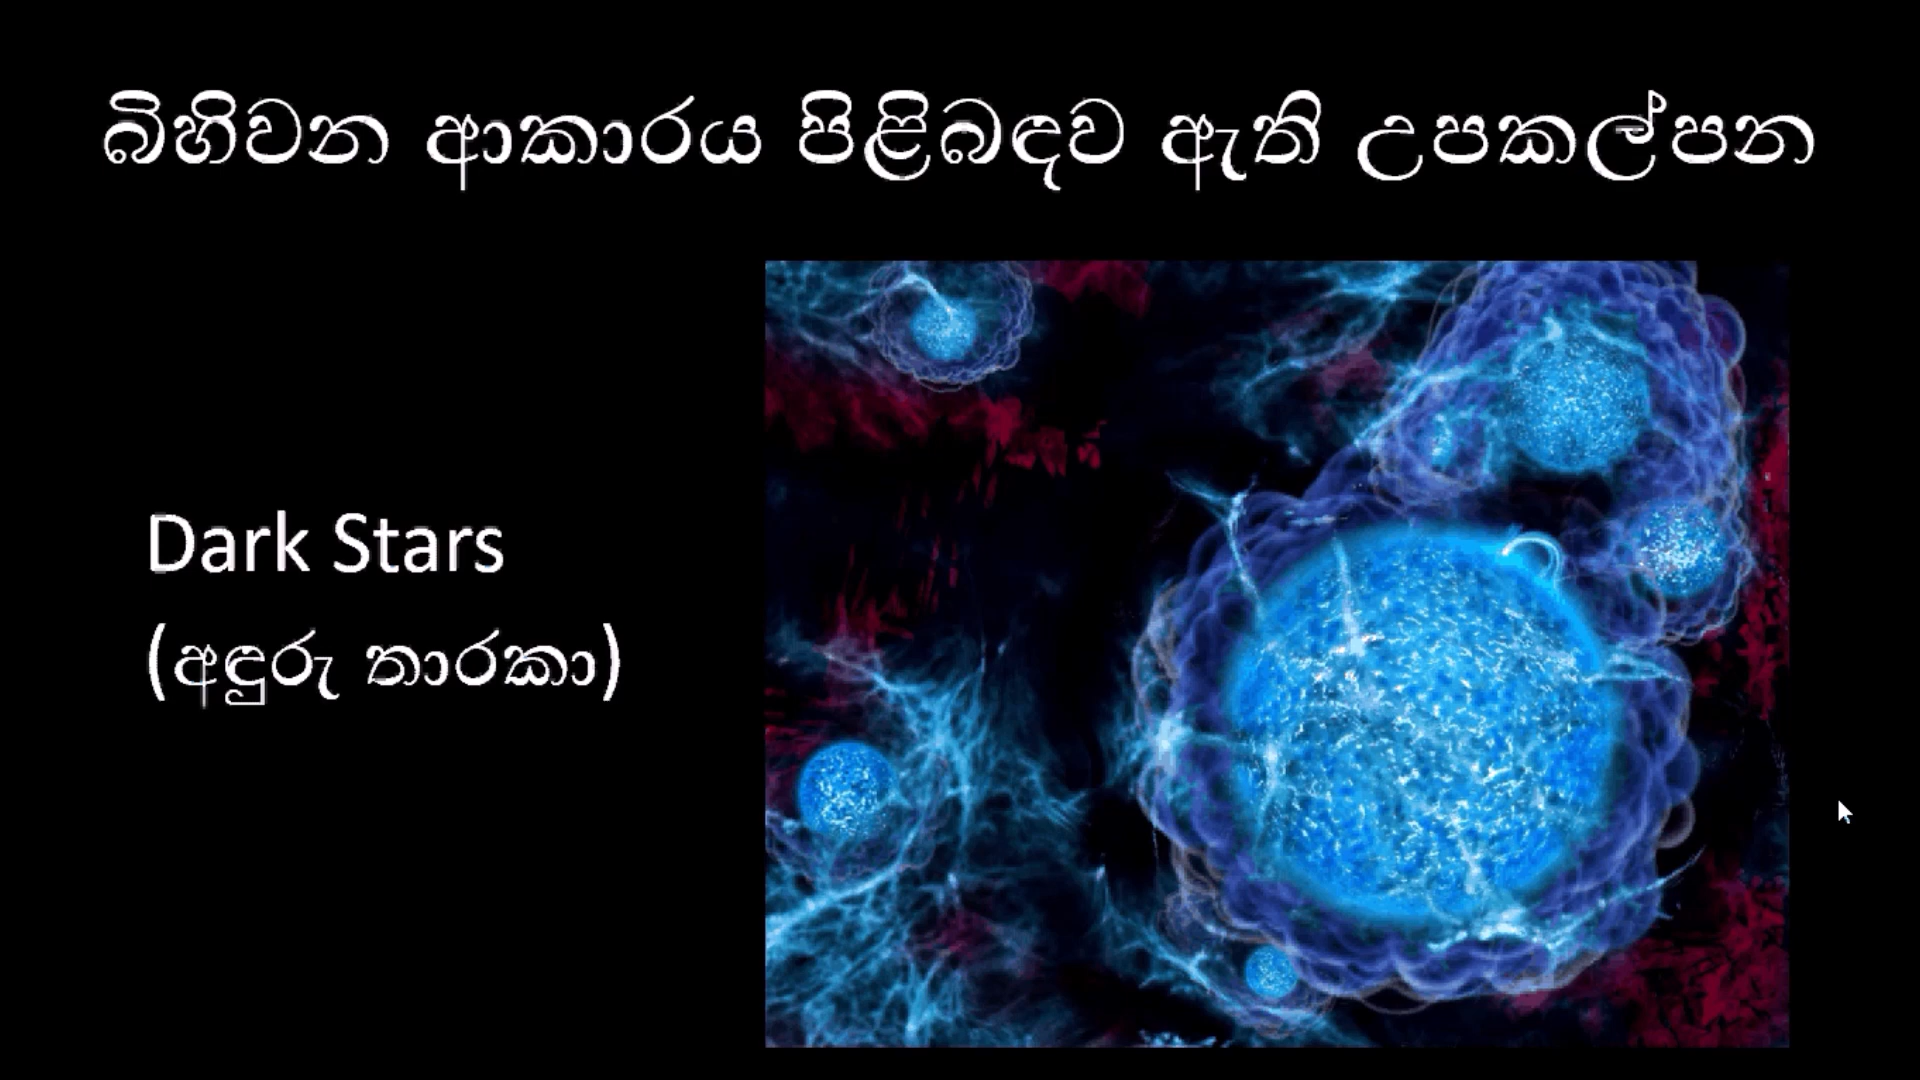 බිහිවන ආකාරය පිළිබඳව ඇති උපකල්පන
Dark Stars
(අඳුරු තාරකා)